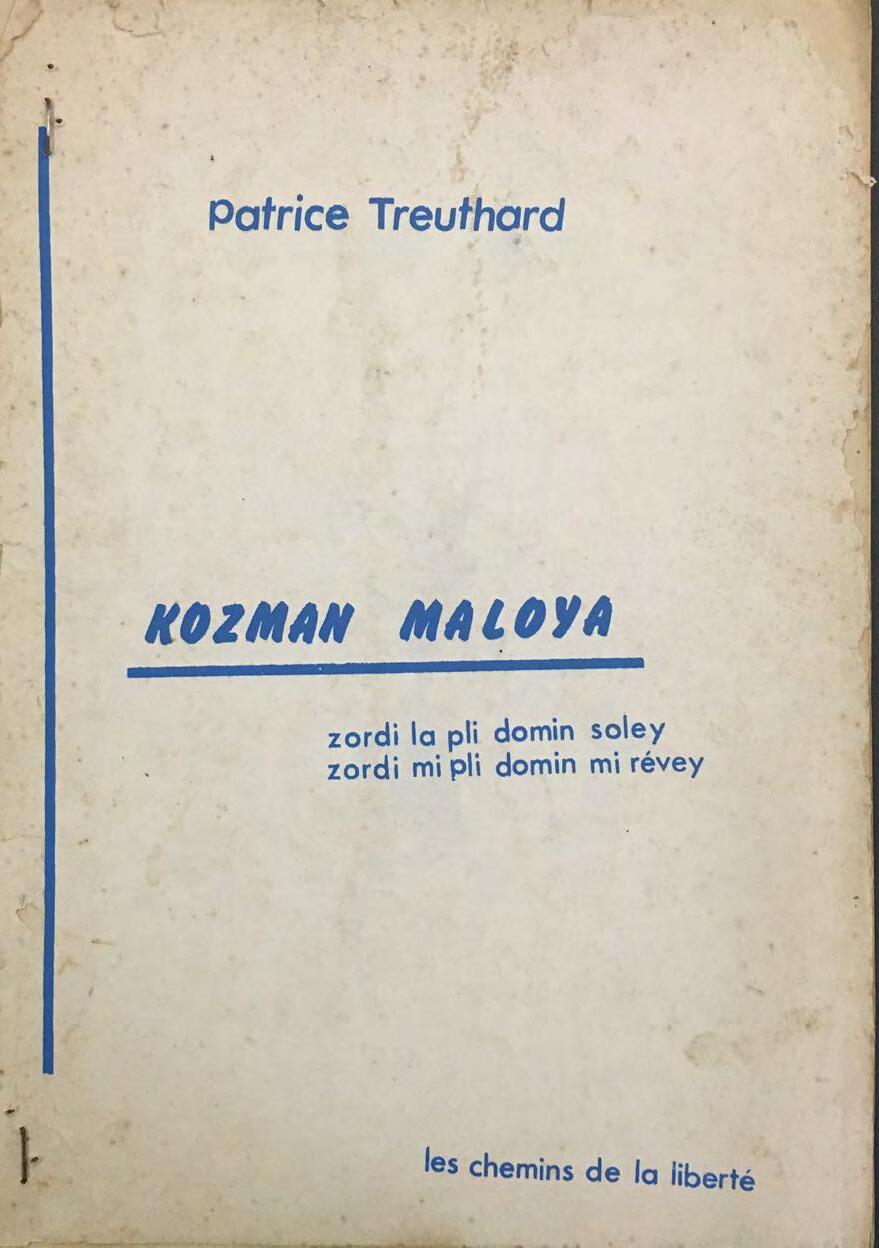 Patrice Treuthard
KOZMAN MALOYA
zordi la pli domin soley
zordi mi pli domin mi révey
les chemins de la liberté